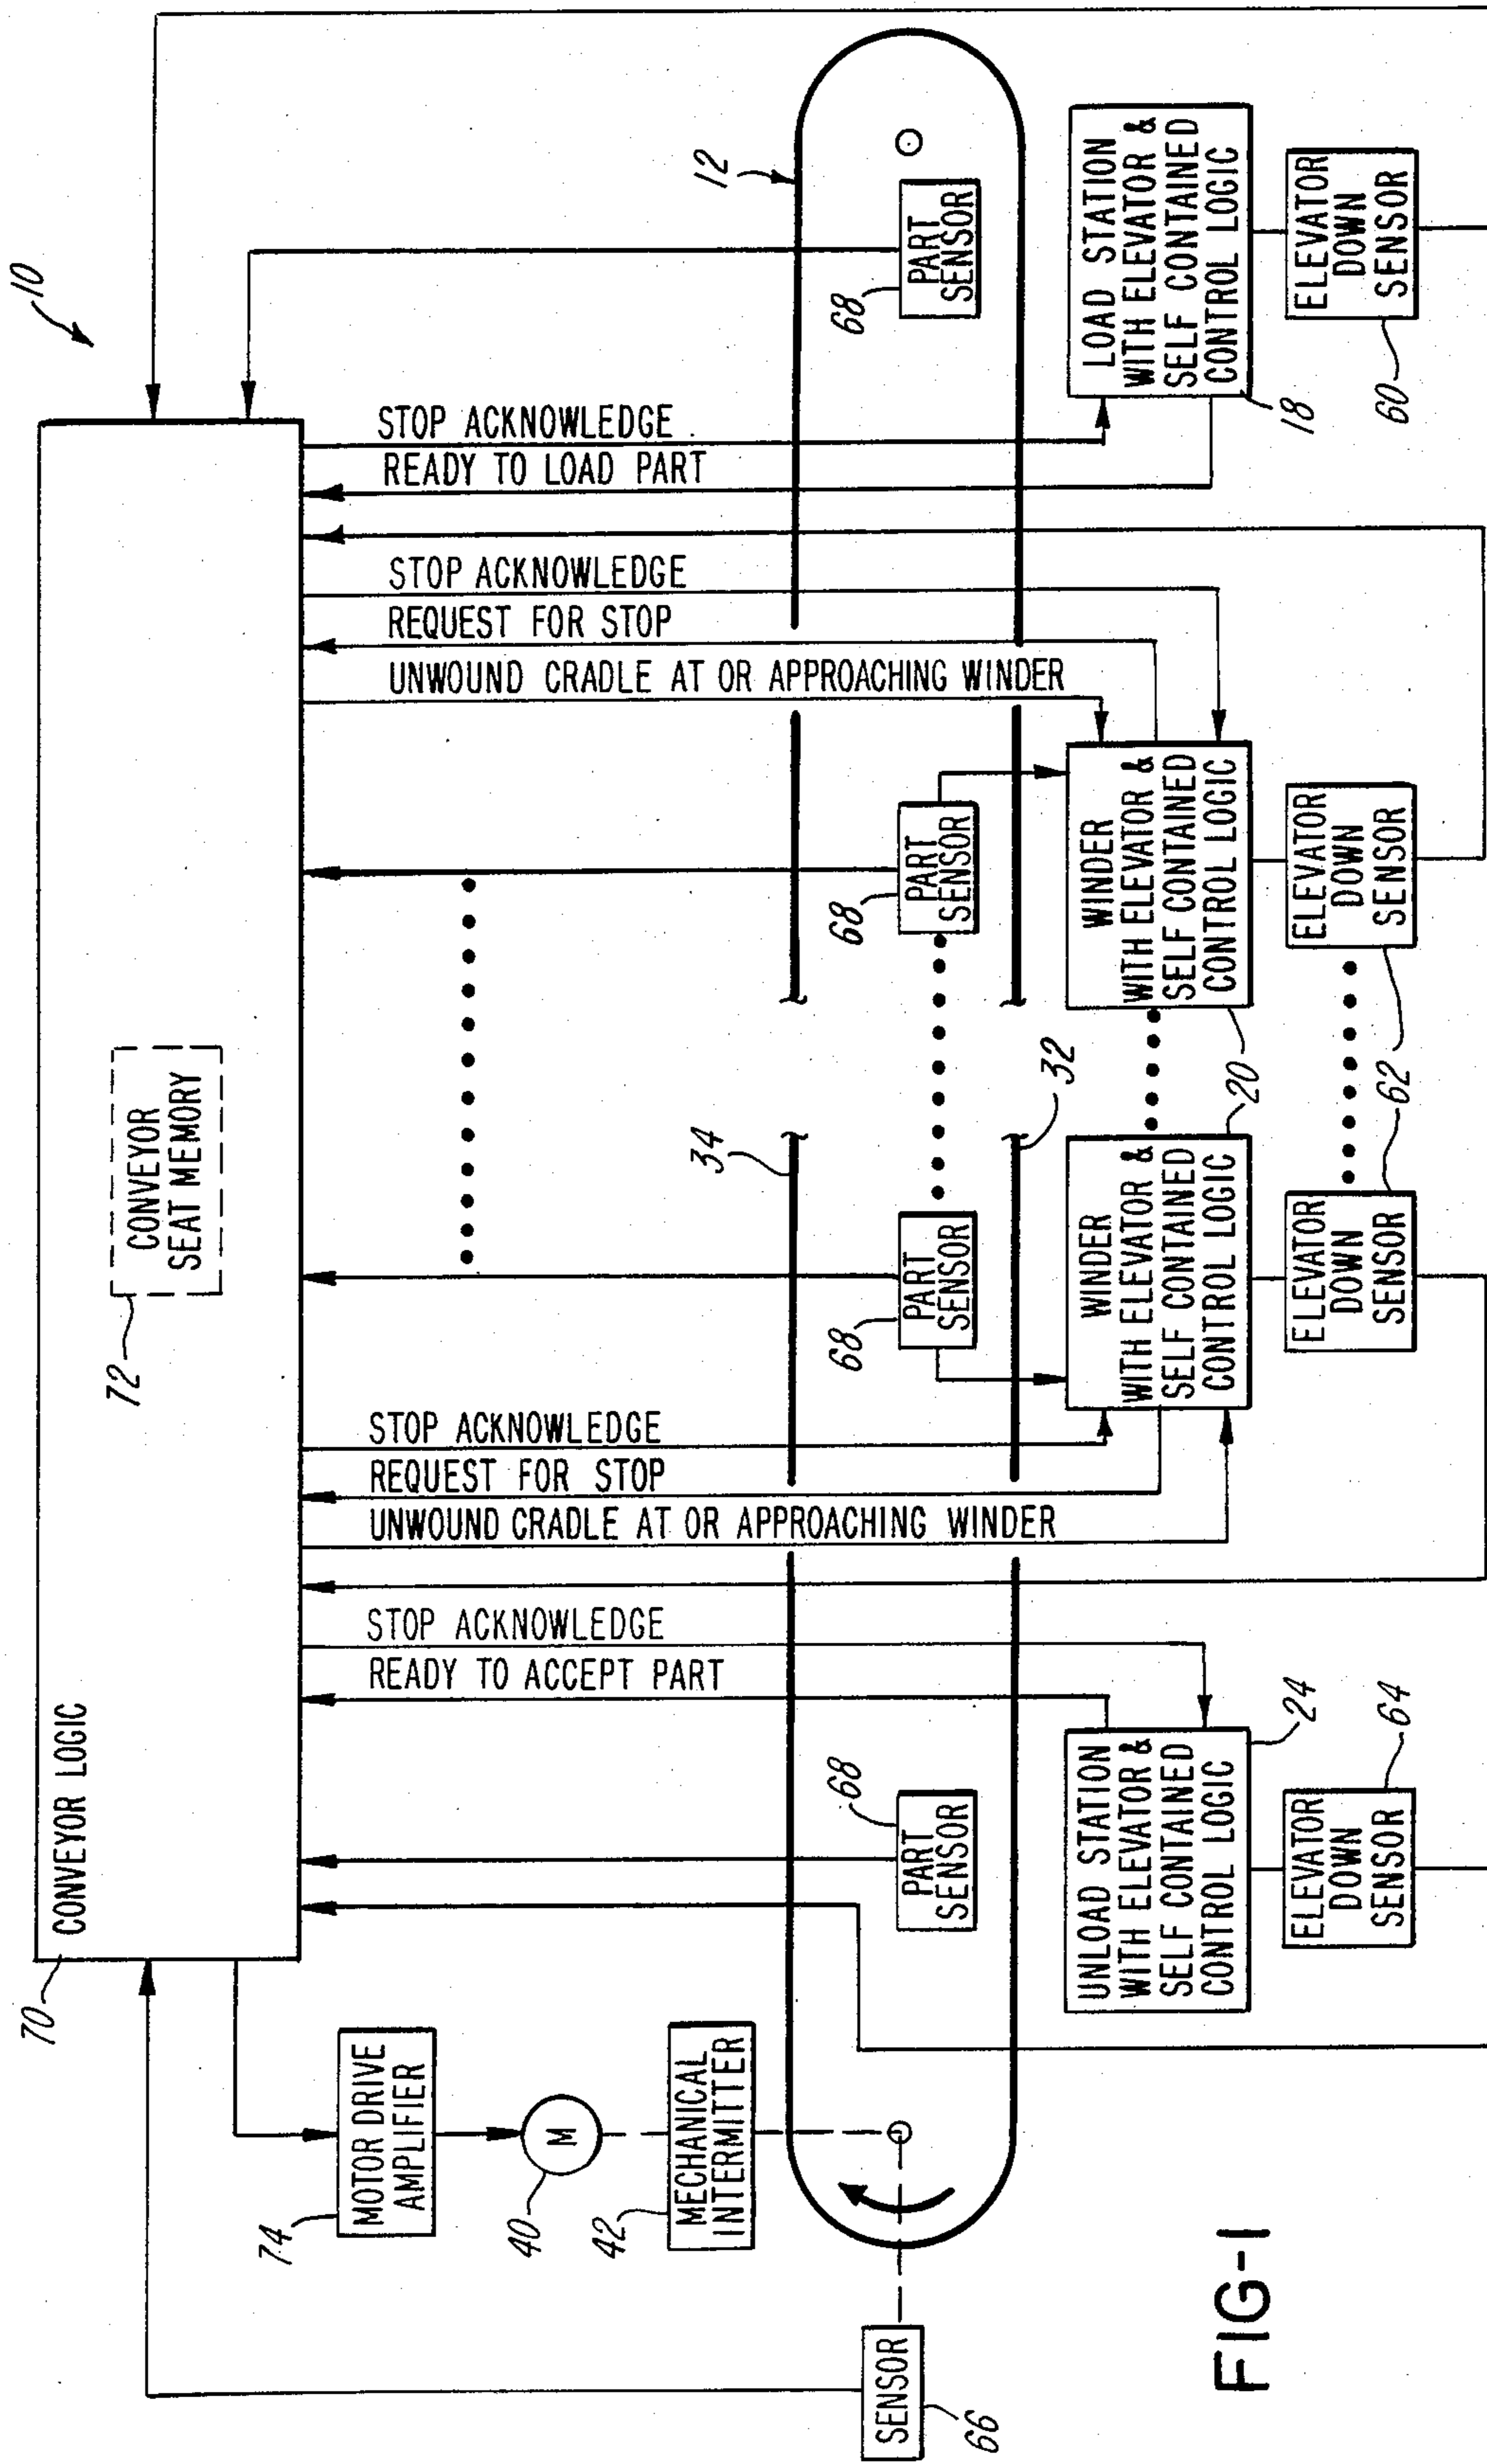 10
70
CONVEYOR LOGIC
72
CONVEYOR
SEAT MEMORY
74
MOTOR DRIVE
AMPLIFIER
40
M
42
MECHANICAL
INTERMITTER
SENSOR
66
STOP ACKNOWLEDGE
READY TO ACCEPT PART
STOP ACKNOWLEDGE
REQUEST FOR STOP
UNWOUND CRADLE AT OR APPROACHING WINDER
STOP ACKNOWLEDGE
REQUEST FOR STOP
UNWOUND CRADLE AT OR APPROACHING WINDER
STOP ACKNOWLEDGE
READY TO LOAD PART
34
12
68
PART
SENSOR
68
PART
SENSOR
68
PART
SENSOR
68
PART
SENSOR
32
UNLOAD STATION
WITH ELEVATOR &
SELF CONTAINED
CONTROL LOGIC
24
WINDER
WITH ELEVATOR &
SELF CONTAINED
CONTROL LOGIC
20
WINDER
WITH ELEVATOR &
SELF CONTAINED
CONTROL LOGIC
LOAD STATION
WITH ELEVATOR &
SELF CONTAINED
CONTROL LOGIC
18
ELEVATOR
DOWN
SENSOR
64
ELEVATOR
DOWN
SENSOR
62
ELEVATOR
DOWN
SENSOR
ELEVATOR
DOWN
SENSOR
60
FIG-1